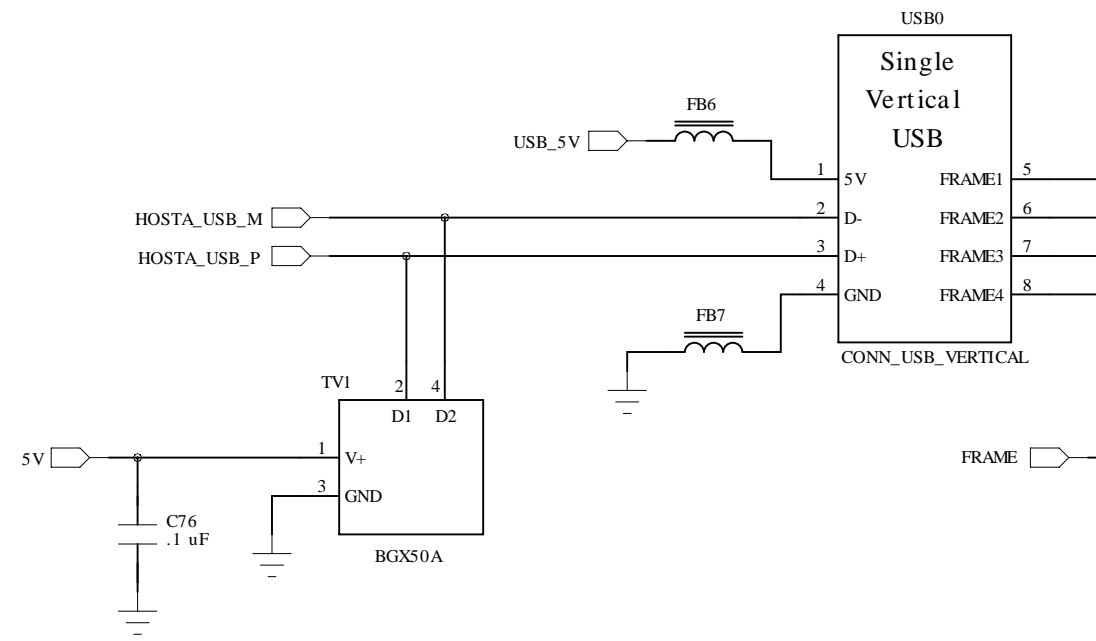 USB0
Single
Vertical
USB
FB6
USB_5V
1 5V FRAME1 5
HOSTA_USB_M 2 D- FRAME2 6
HOSTA_USB_P 3 D+ FRAME3 7
4 GND FRAME4 8
FB7
CONN_USB_VERTICAL
TV1 2 4
D1 D2
5V 1 V+ FRAME
3 GND
C76
.1 uF
BGX50A